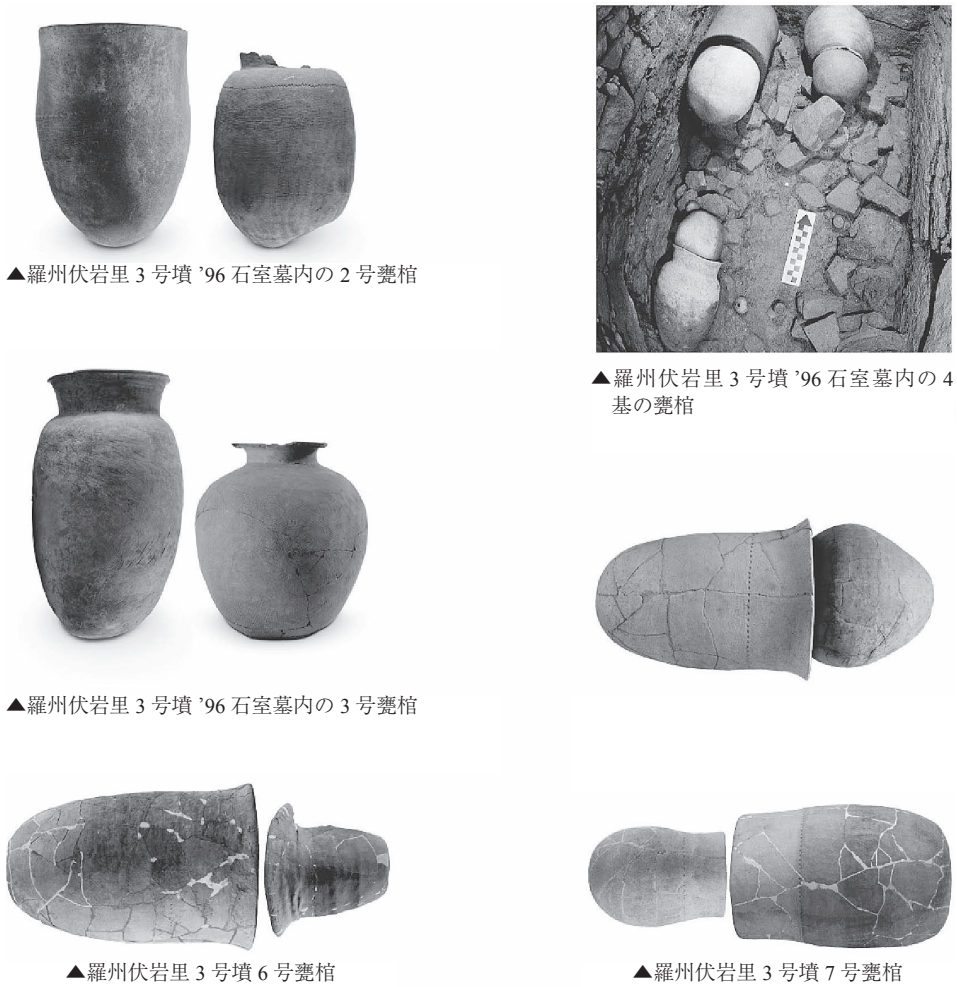 ▲羅州伏岩里 3 号墳 ’96 石室墓内の 2 号甕棺
▲羅州伏岩里 3 号墳 ’96 石室墓内の 4
基の甕棺
▲羅州伏岩里 3 号墳 ’96 石室墓内の 3 号甕棺
▲羅州伏岩里 3 号墳 6 号甕棺
▲羅州伏岩里 3 号墳 7 号甕棺